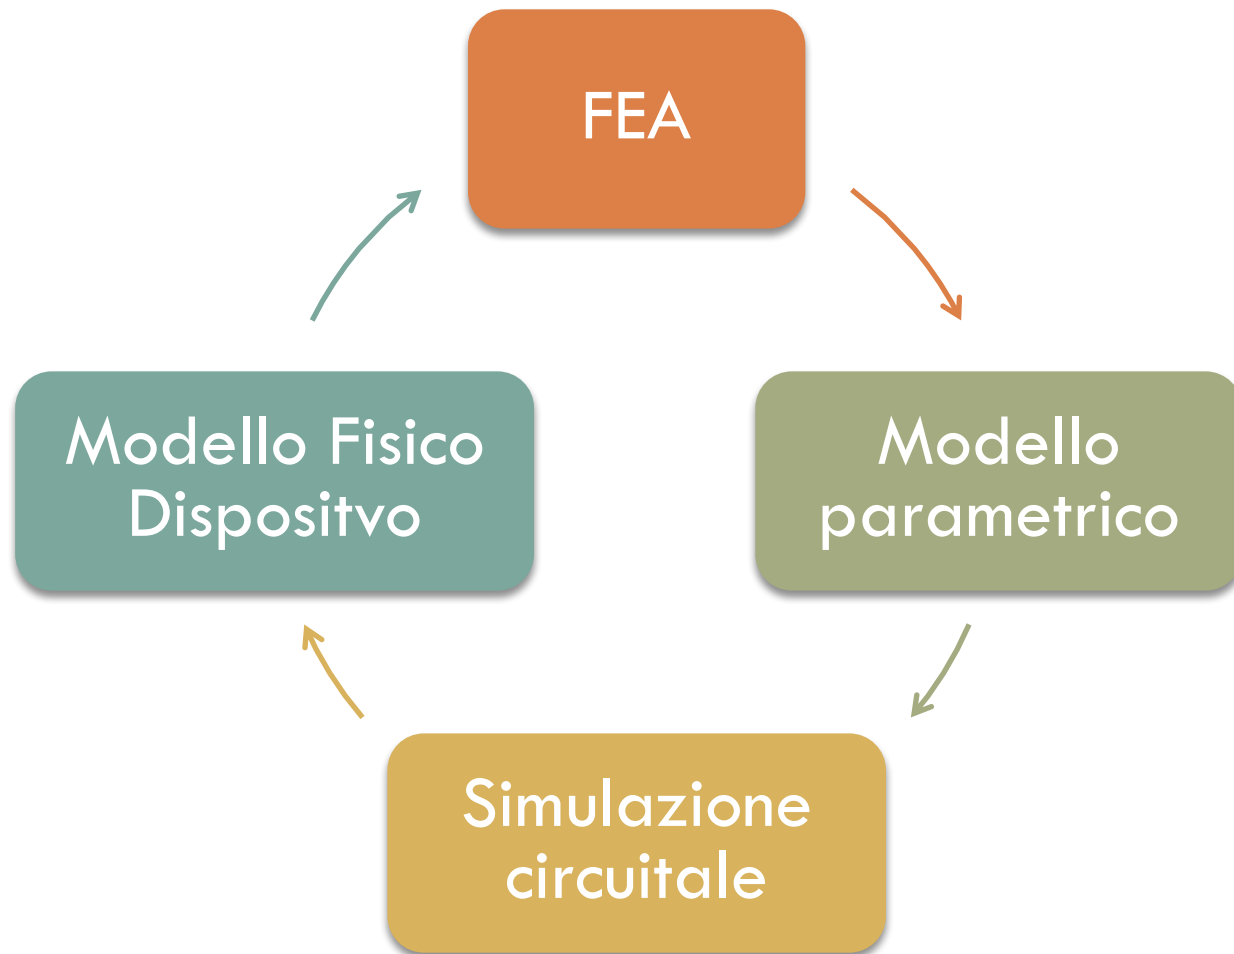 FEA
Modello Fisico
Dispositvo
Modello
parametrico
Simulazione
circuitale